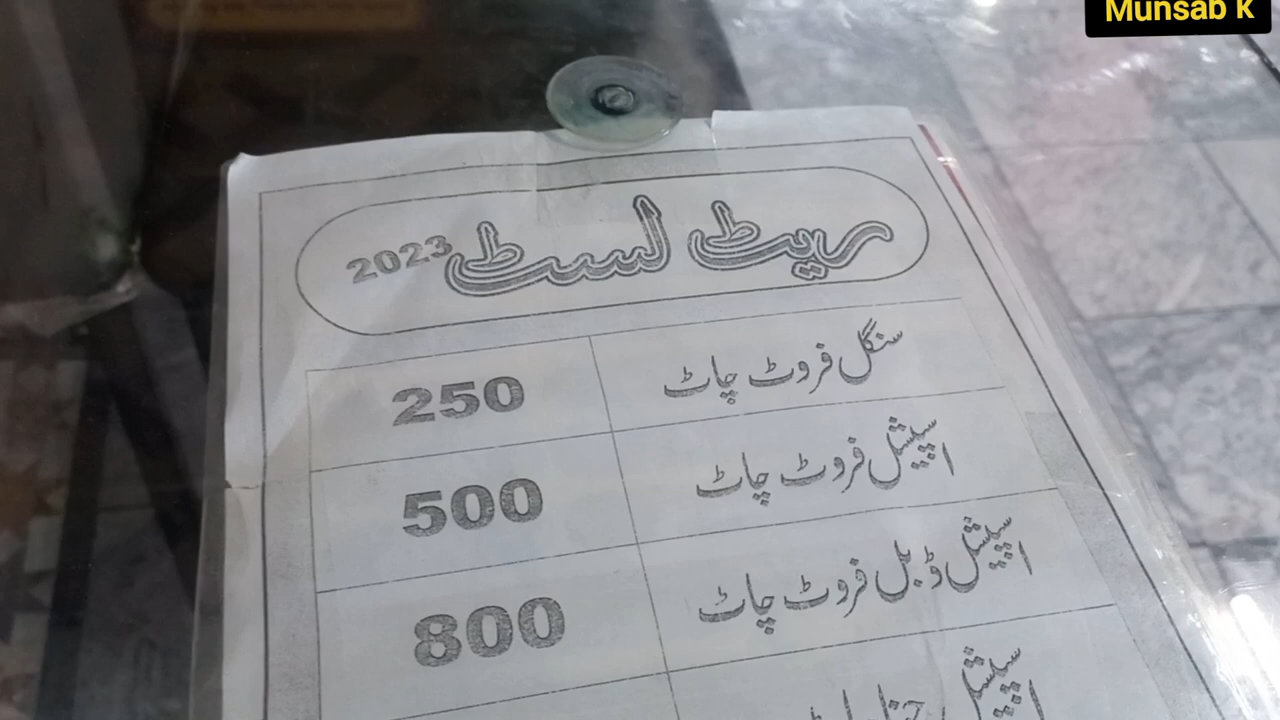 Munsab K
ریٹ لسٹ 2023
سنگل فروٹ چاٹ 250
اسپیشل فروٹ چاٹ 500
اسپیشل ڈبل فروٹ چاٹ 800
اسپیشل